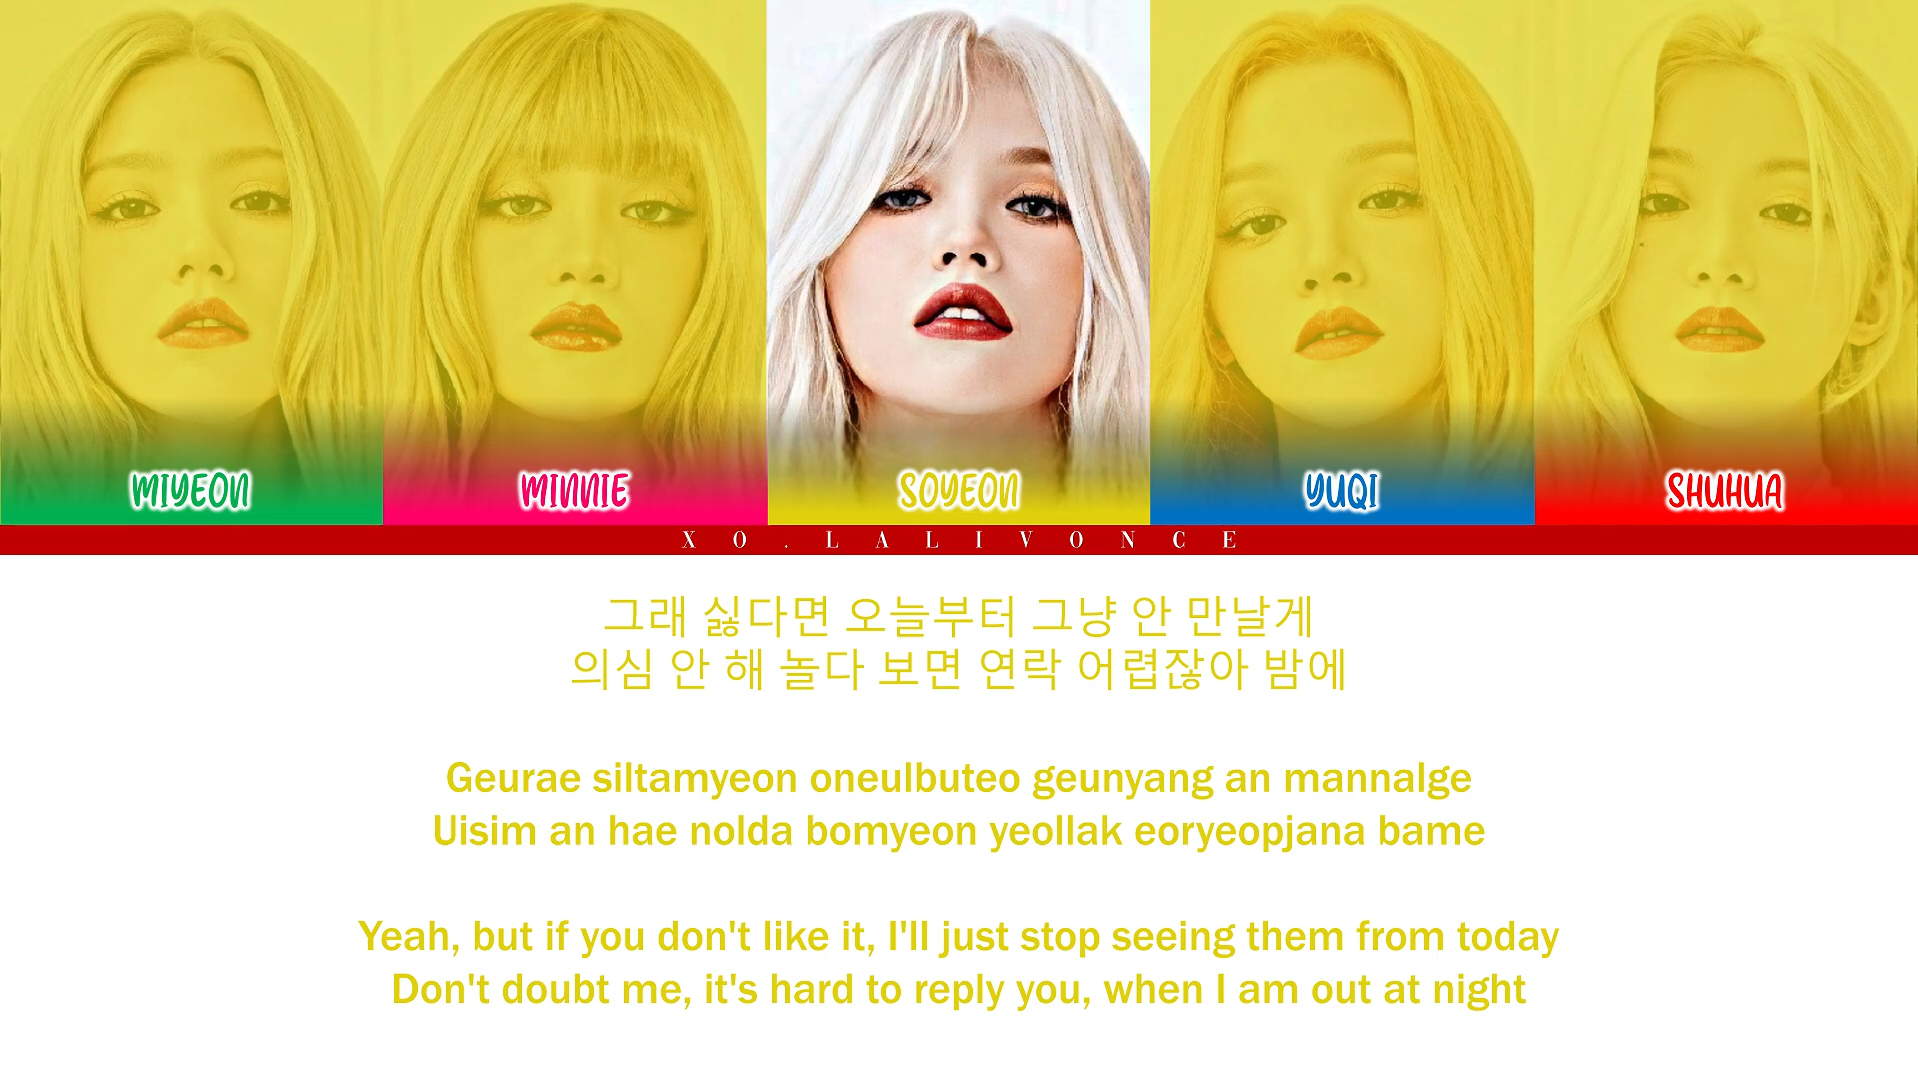 MIYEON MINNIE SOYEON YUQI SHUHUA
XO.LALIVONCE
그래 싫다면 오늘부터 그냥 안 만날게
의심 안 해 놀다 보면 연락 어렵잖아 밤에
Geurae siltamyeon oneulbuteo geunyang an mannalge
Uisim an hae nolda bomyeon yeollak eoryeopjana bame
Yeah, but if you don't like it, I'll just stop seeing them from today
Don't doubt me, it's hard to reply you, when I am out at night